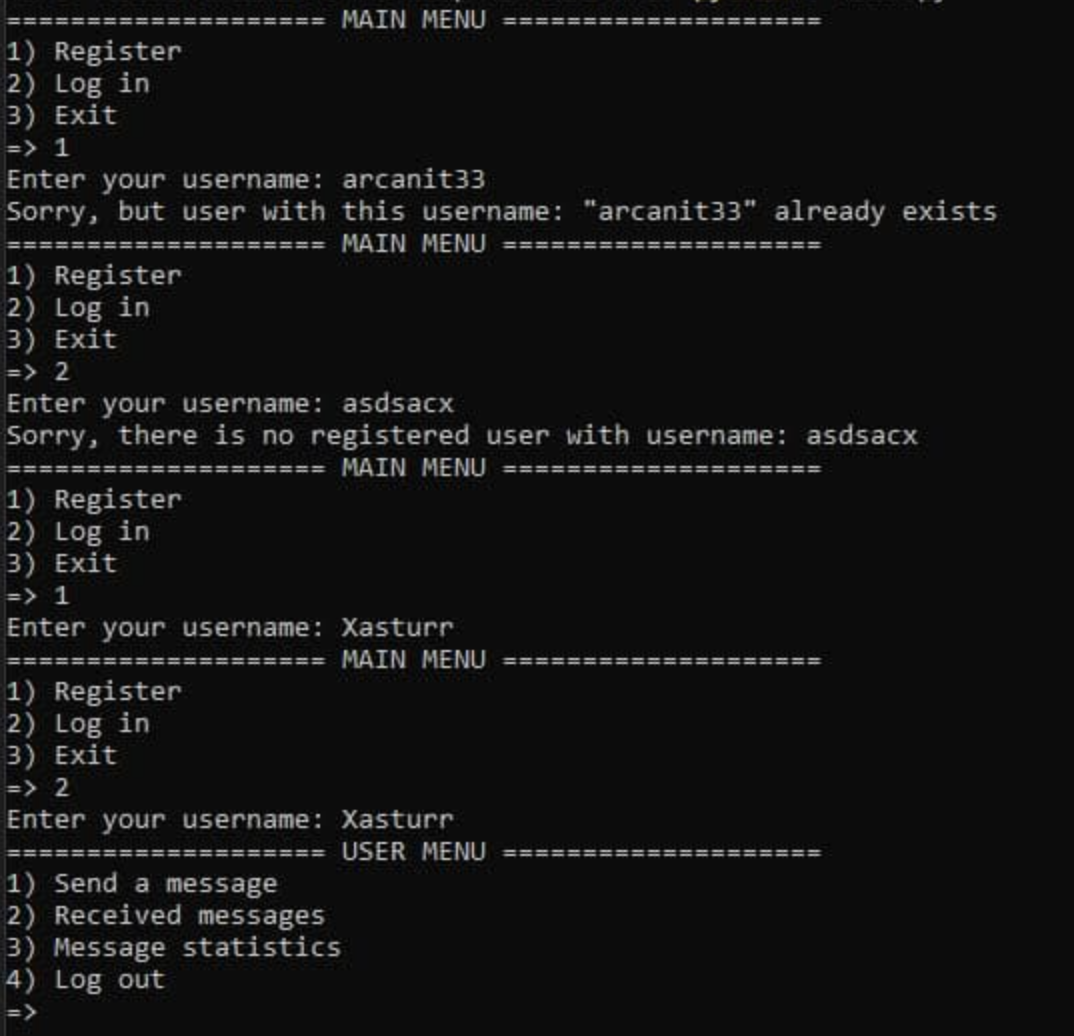 ==================== MAIN MENU ====================
1) Register
2) Log in
3) Exit
=> 1
Enter your username: arcanit33
Sorry, but user with this username: "arcanit33" already exists
==================== MAIN MENU ====================
1) Register
2) Log in
3) Exit
=> 2
Enter your username: asdsacx
Sorry, there is no registered user with username: asdsacx
==================== MAIN MENU ====================
1) Register
2) Log in
3) Exit
=> 1
Enter your username: Xasturr
==================== MAIN MENU ====================
1) Register
2) Log in
3) Exit
=> 2
Enter your username: Xasturr
==================== USER MENU ====================
1) Send a message
2) Received messages
3) Message statistics
4) Log out
=>